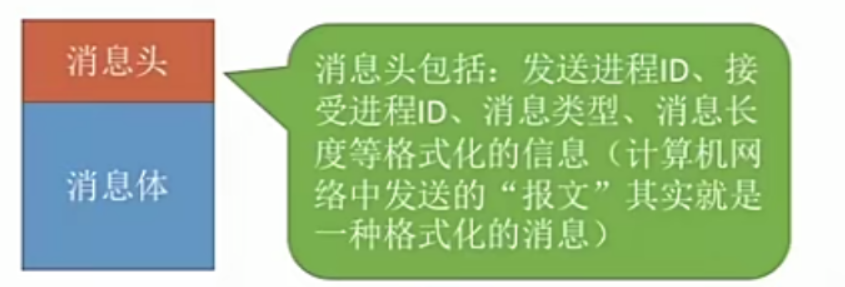 消息头
消息体
消息头包括：发送进程ID、接
受进程ID、消息类型、消息长
度等格式化的信息（计算机网
络中发送的“报文”其实就是
一种格式化的消息）